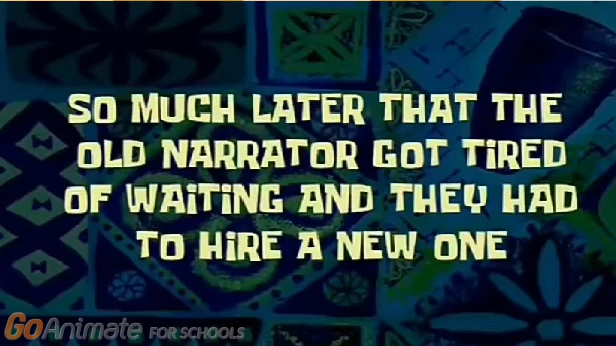 SO MUCH LATER THAT THE
OLD NARRATOR GOT TiRED
OF WAiTiNG AND THEY HAD
TO HiRE A NEW ONE
GoAnimate FOR SCHOOLS